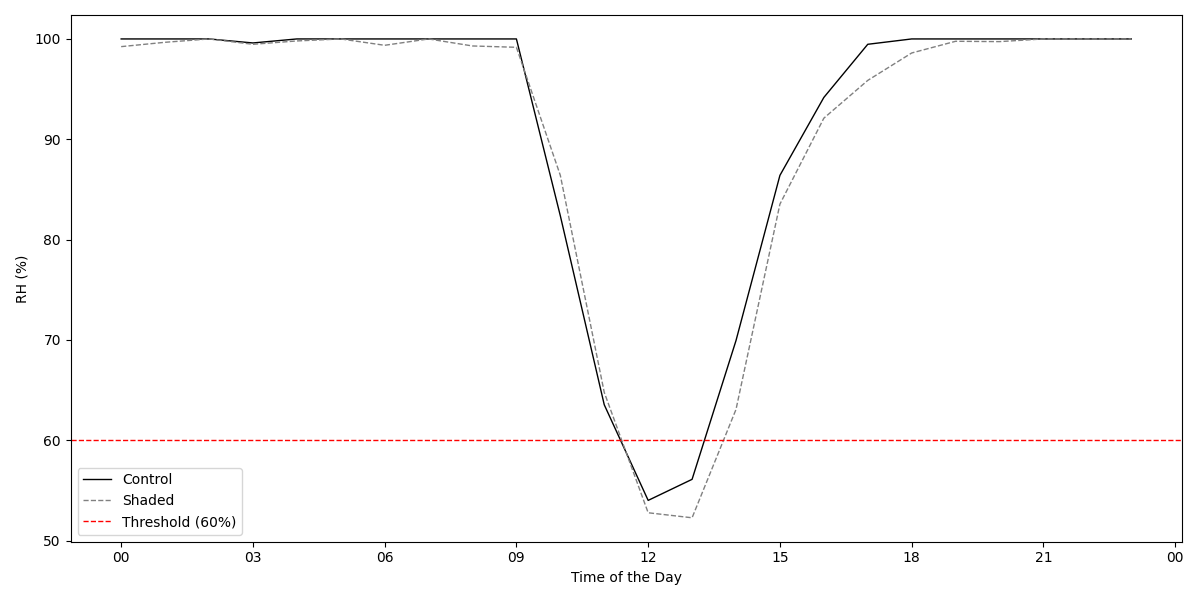 100
90
80
70
60
50
RH (%)
Control
Shaded
Threshold (60%)
00 03 06 09 12 15 18 21 00
Time of the Day